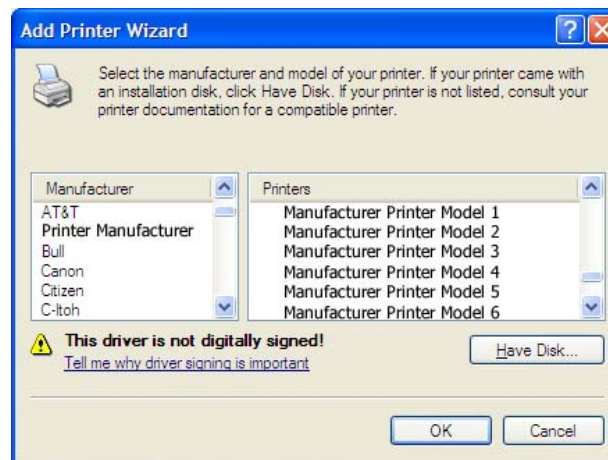 Add Printer Wizard
Select the manufacturer and model of your printer. If your printer came with
an installation disk, click Have Disk. If your printer is not listed, consult your
printer documentation for a compatible printer.
Manufacturer
AT&T
Printer Manufacturer
Bull
Canon
Citizen
C-Itoh
Printers
Manufacturer Printer Model 1
Manufacturer Printer Model 2
Manufacturer Printer Model 3
Manufacturer Printer Model 4
Manufacturer Printer Model 5
Manufacturer Printer Model 6
This driver is not digitally signed!
Tell me why driver signing is important
Have Disk...
OK
Cancel